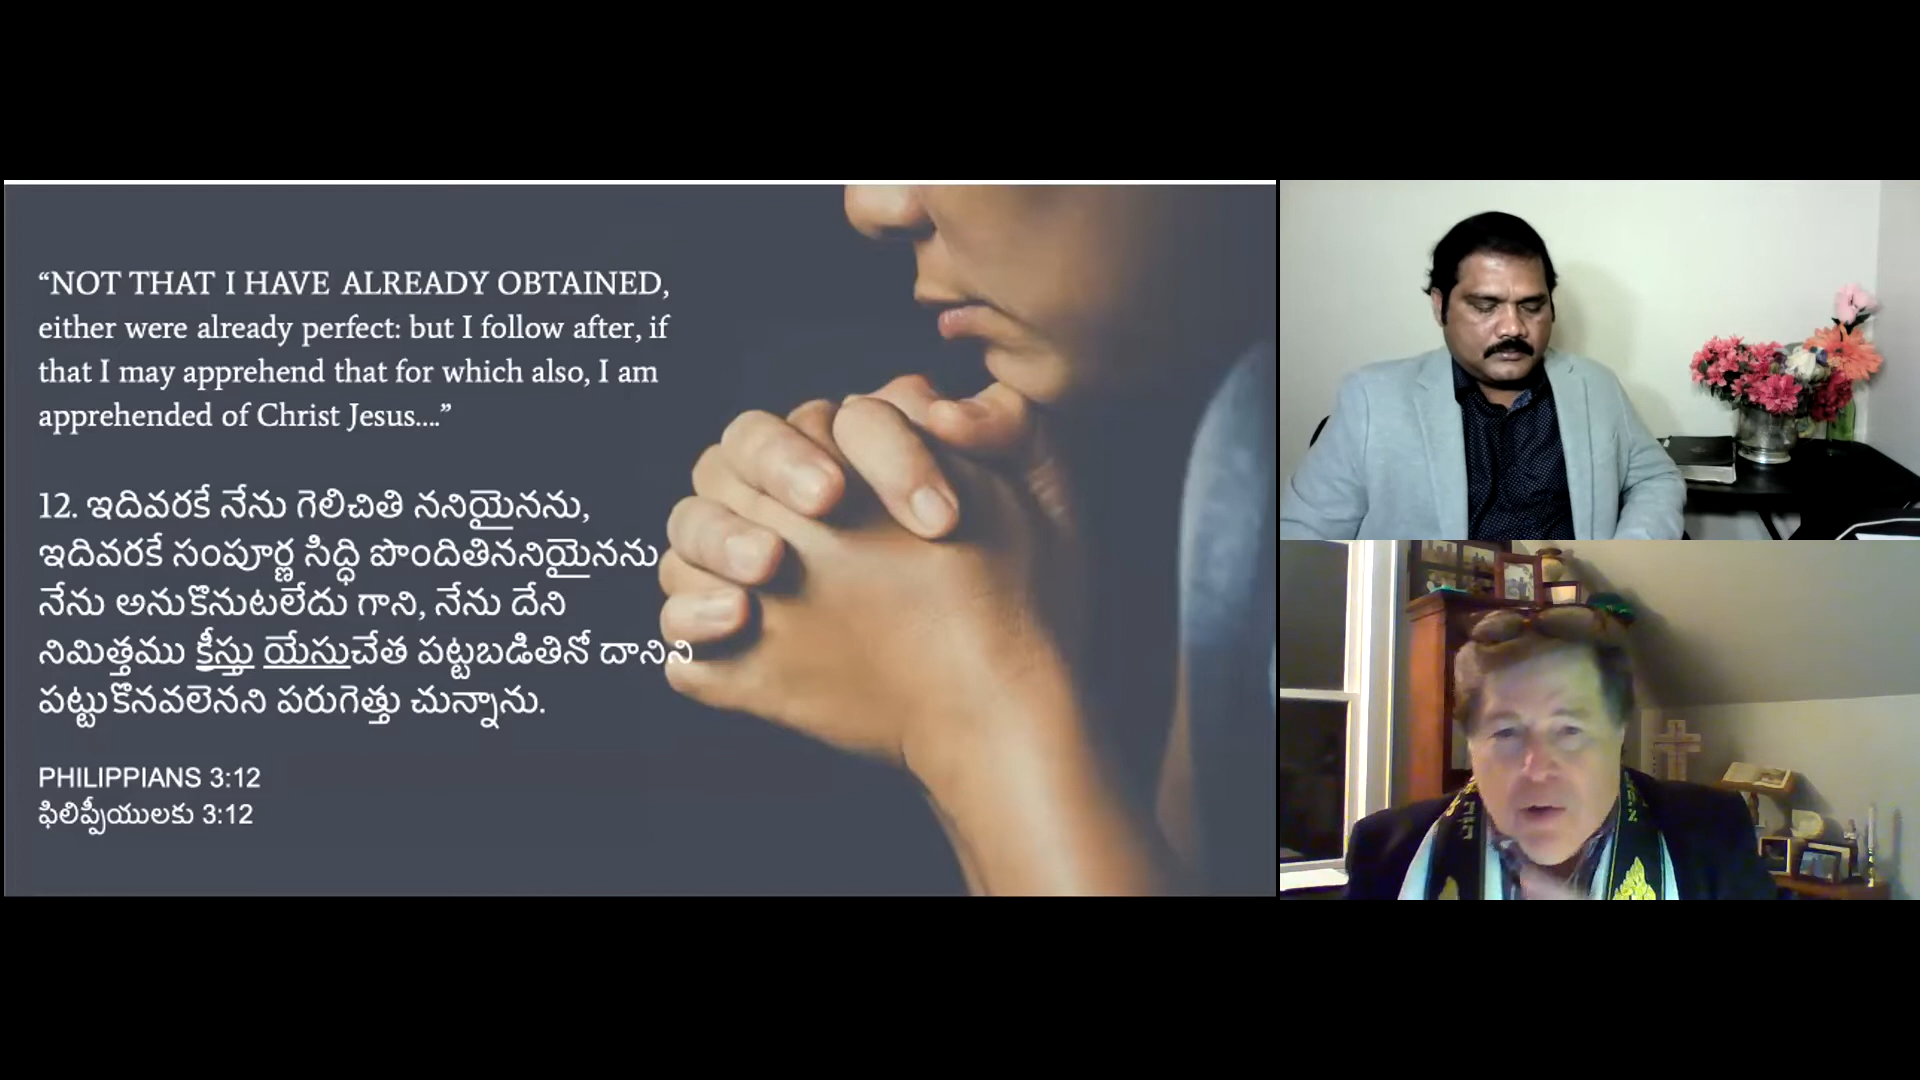 “NOT THAT I HAVE ALREADY OBTAINED,
either were already perfect: but I follow after, if
that I may apprehend that for which also, I am
apprehended of Christ Jesus....”
12. ఇదివరకే నేను గెలిచితి ననియైనను,
ఇదివరకే సంపూర్ణ సిద్ధి పొందితిననియైనను
నేను అనుకొనుటలేదు గాని, నేను దేని
నిమిత్తము క్రీస్తు యేసుచేత పట్టబడితినో దానిని
పట్టుకొనవలెనని పరుగెత్తు చున్నాను.
PHILIPPIANS 3:12
ఫిలిప్పీయులకు 3:12